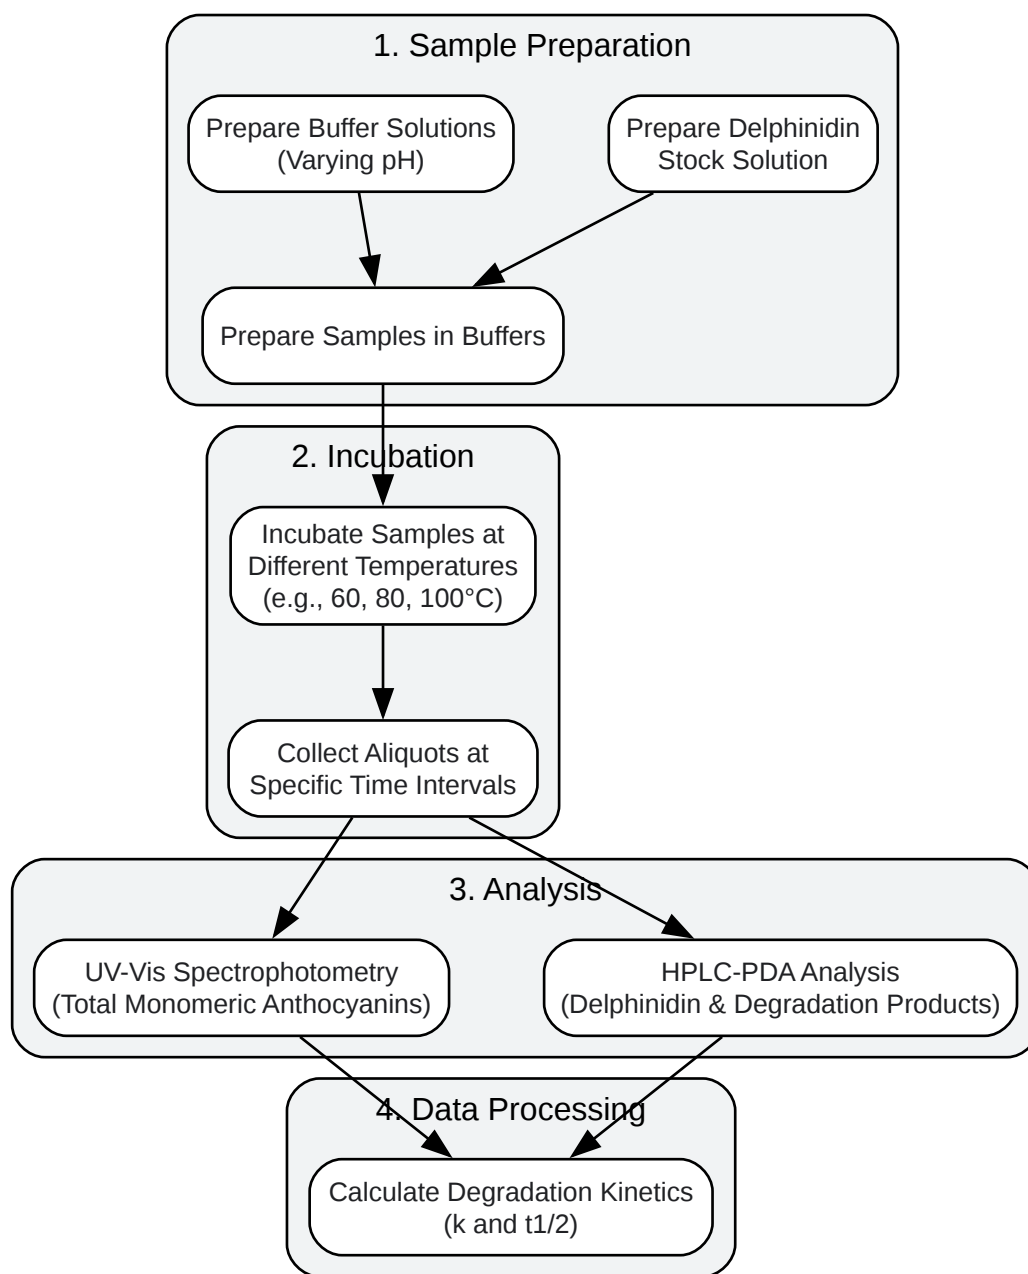 1. Sample Preparation
Prepare Buffer Solutions
(Varying pH)
Prepare Delphinidin
Stock Solution
Prepare Samples in Buffers
2. Incubation
Incubate Samples at
Different Temperatures
(e.g., 60, 80, 100°C)
Collect Aliquots at
Specific Time Intervals
3. Analysis
UV-Vis Spectrophotometry
(Total Monomeric Anthocyanins)
HPLC-PDA Analysis
(Delphinidin & Degradation Products)
4. Data Processing
Calculate Degradation Kinetics
(k and t1/2)